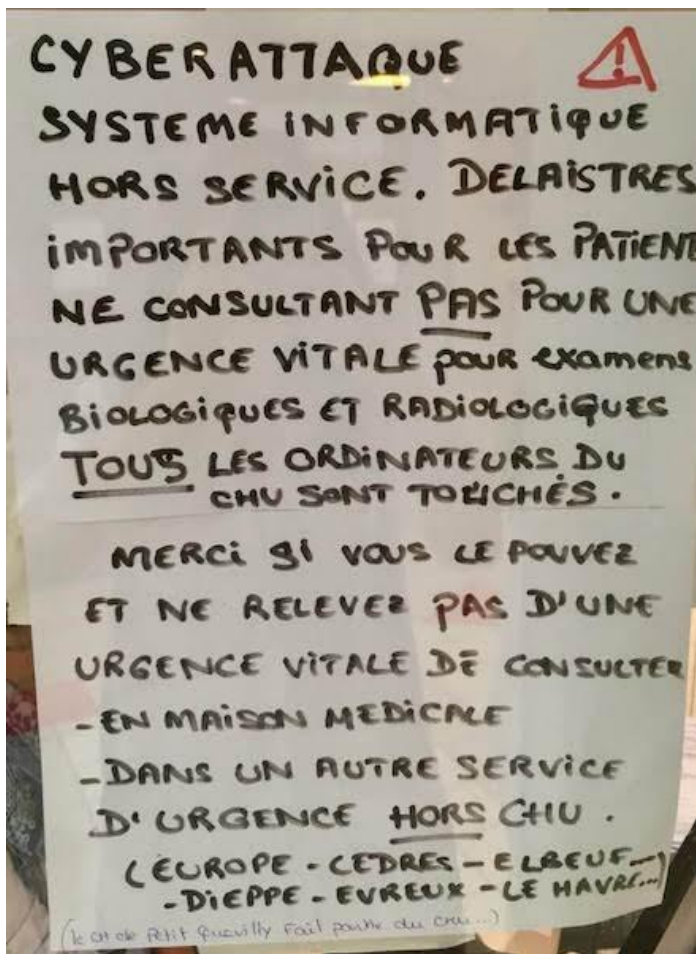 CYBERATTAQUE
SYSTEME INFORMATIQUE
HORS SERVICE. DELAIS TRES
IMPORTANTS POUR LES PATIENT
NE CONSULTANT PAS POUR UNE
URGENCE VITALE pour examens
BIOLOGIQUES ET RADIOLOGIQUES
TOUS LES ORDINATEURS DU
CHU SONT TOUCHÉS.
MERCI SI VOUS LE POUVEZ
ET NE RELEVEZ PAS D'UNE
URGENCE VITALE DE CONSULTER
- EN MAISON MEDICALE
- DANS UN AUTRE SERVICE
D'URGENCE HORS CHU.
(EUROPE - CEDRES - ELBEUF...
- DIEPPE - EVREUX - LE HAVRE...)
(le CH de Petit Quevilly Fait partie du CHU...)